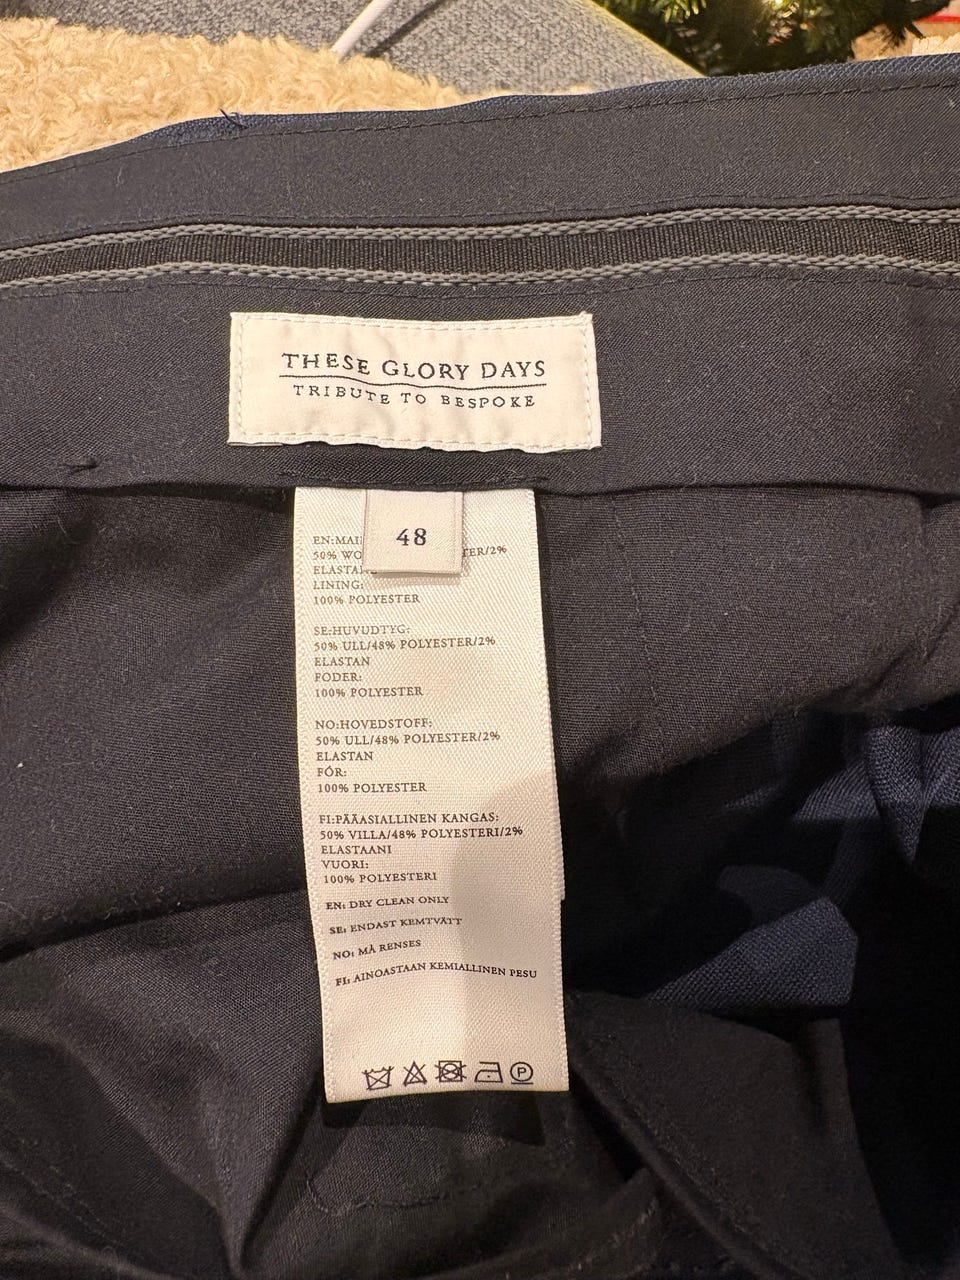 THESE GLORY DAYS
TRIBUTE TO BESPOKE
48
EN:MAI
50% WO TER/2%
ELASTAN
LINING:
100% POLYESTER
SE:HUVUDTYG:
50% ULL/48% POLYESTER/2%
ELASTAN
FODER:
100% POLYESTER
NO:HOVEDSTOFF:
50% ULL/48% POLYESTER/2%
ELASTAN
FÓR:
100% POLYESTER
FI:PÄÄASIALLINEN KANGAS:
50% VILLA/48% POLYESTERI/2%
ELASTAANI
VUORI:
100% POLYESTERI
EN: DRY CLEAN ONLY
SE: ENDAST KEMTVÄTT
NO: MÅ RENSES
FI: AINOASTAAN KEMIALLINEN PESU
P